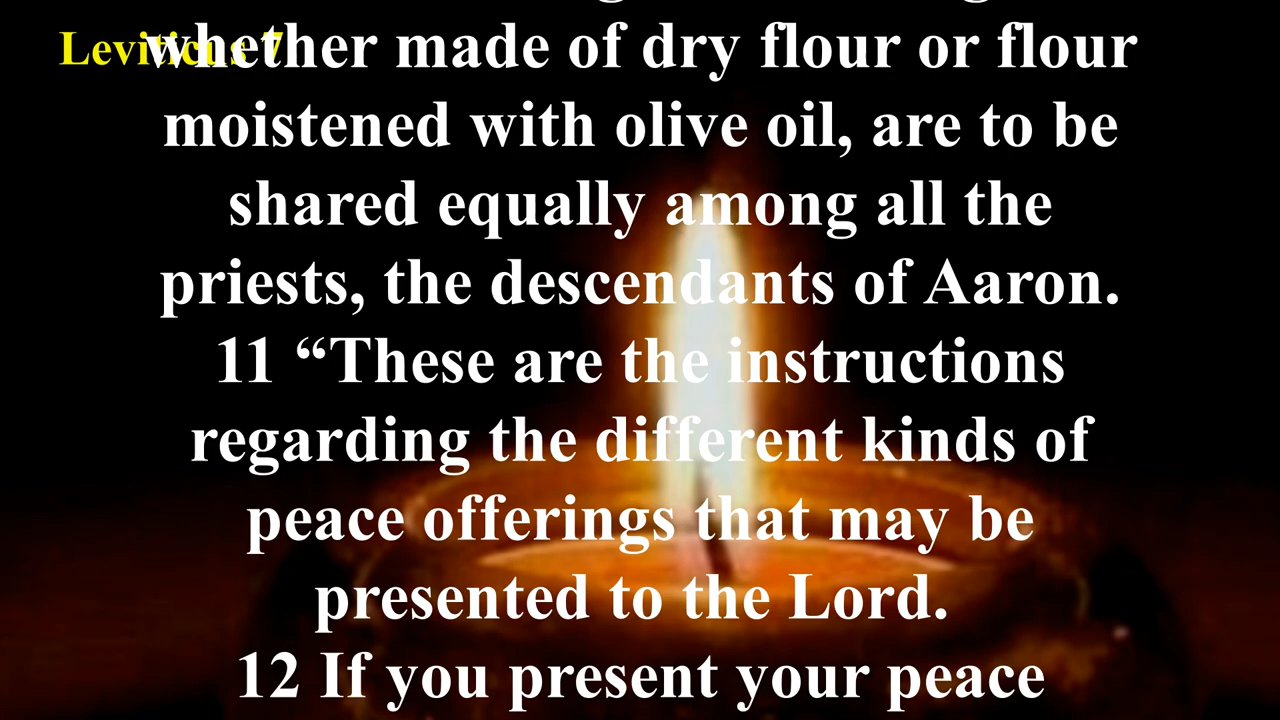 Leviticus 7
whether made of dry flour or flour
moistened with olive oil, are to be
shared equally among all the
priests, the descendants of Aaron.
11 “These are the instructions
regarding the different kinds of
peace offerings that may be
presented to the Lord.
12 If you present your peace